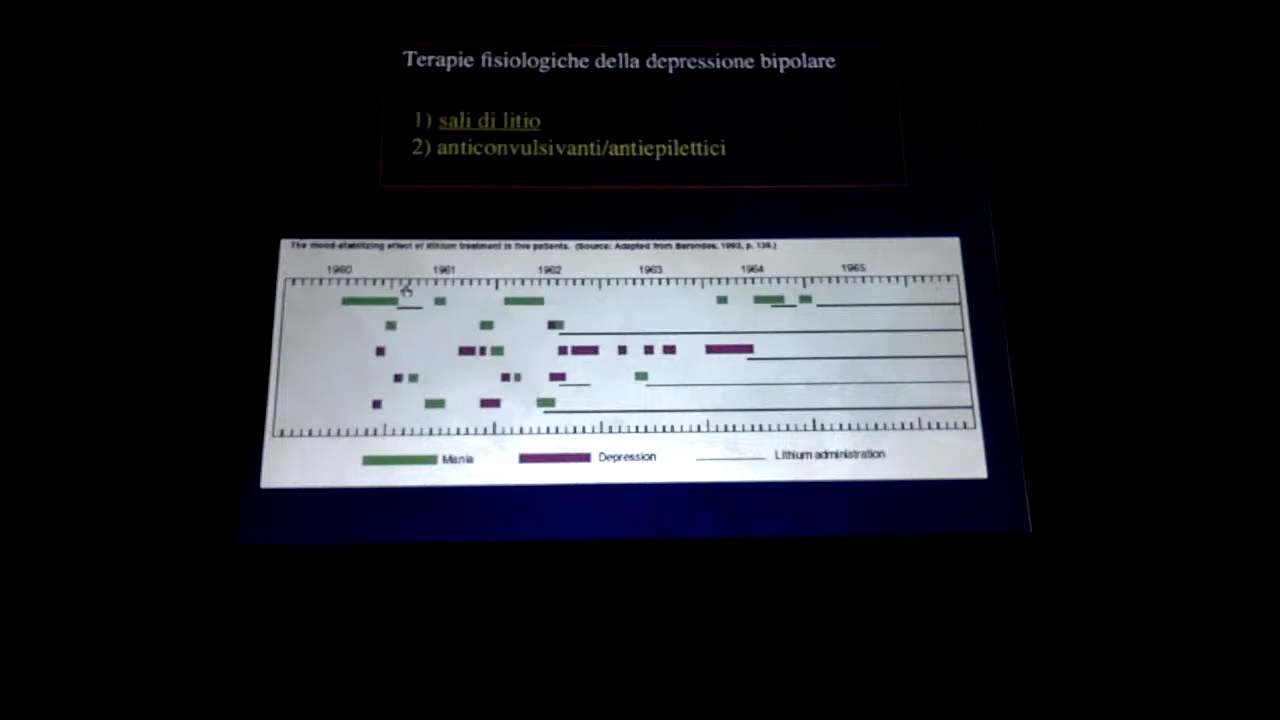 Terapie fisiologiche della depressione bipolare
1) sali di litio
2) anticonvulsivanti/antiepilettici
The mood-stabilizing effect of lithium treatment in five patients. (Source: Adapted from Barondes, 1993, p. 139.)
1960 1961 1962 1963 1964 1965
Mania Depression Lithium administration